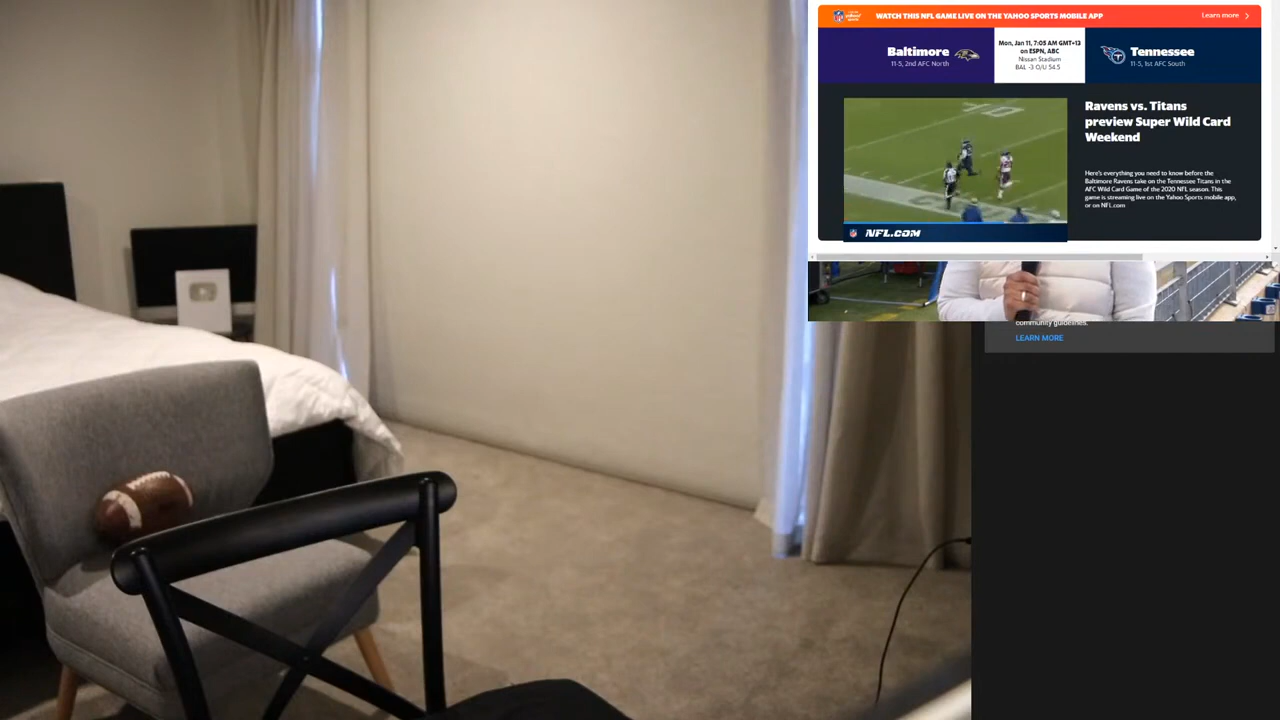 WATCH THIS NFL GAME LIVE ON THE YAHOO SPORTS MOBILE APP
Learn more
Baltimore
11-5, 2nd AFC North
Mon, Jan 11, 7:05 AM GMT+13
on ESPN, ABC
Nissan Stadium
BAL -3 O/U 54.5
Tennessee
11-5, 1st AFC South
NFL.COM
Ravens vs. Titans
preview Super Wild Card
Weekend
Here's everything you need to know before the
Baltimore Ravens take on the Tennessee Titans in the
AFC Wild Card Game of the 2020 NFL season. This
game is streaming live on the Yahoo Sports mobile app,
or on NFL.com
community guidelines.
LEARN MORE